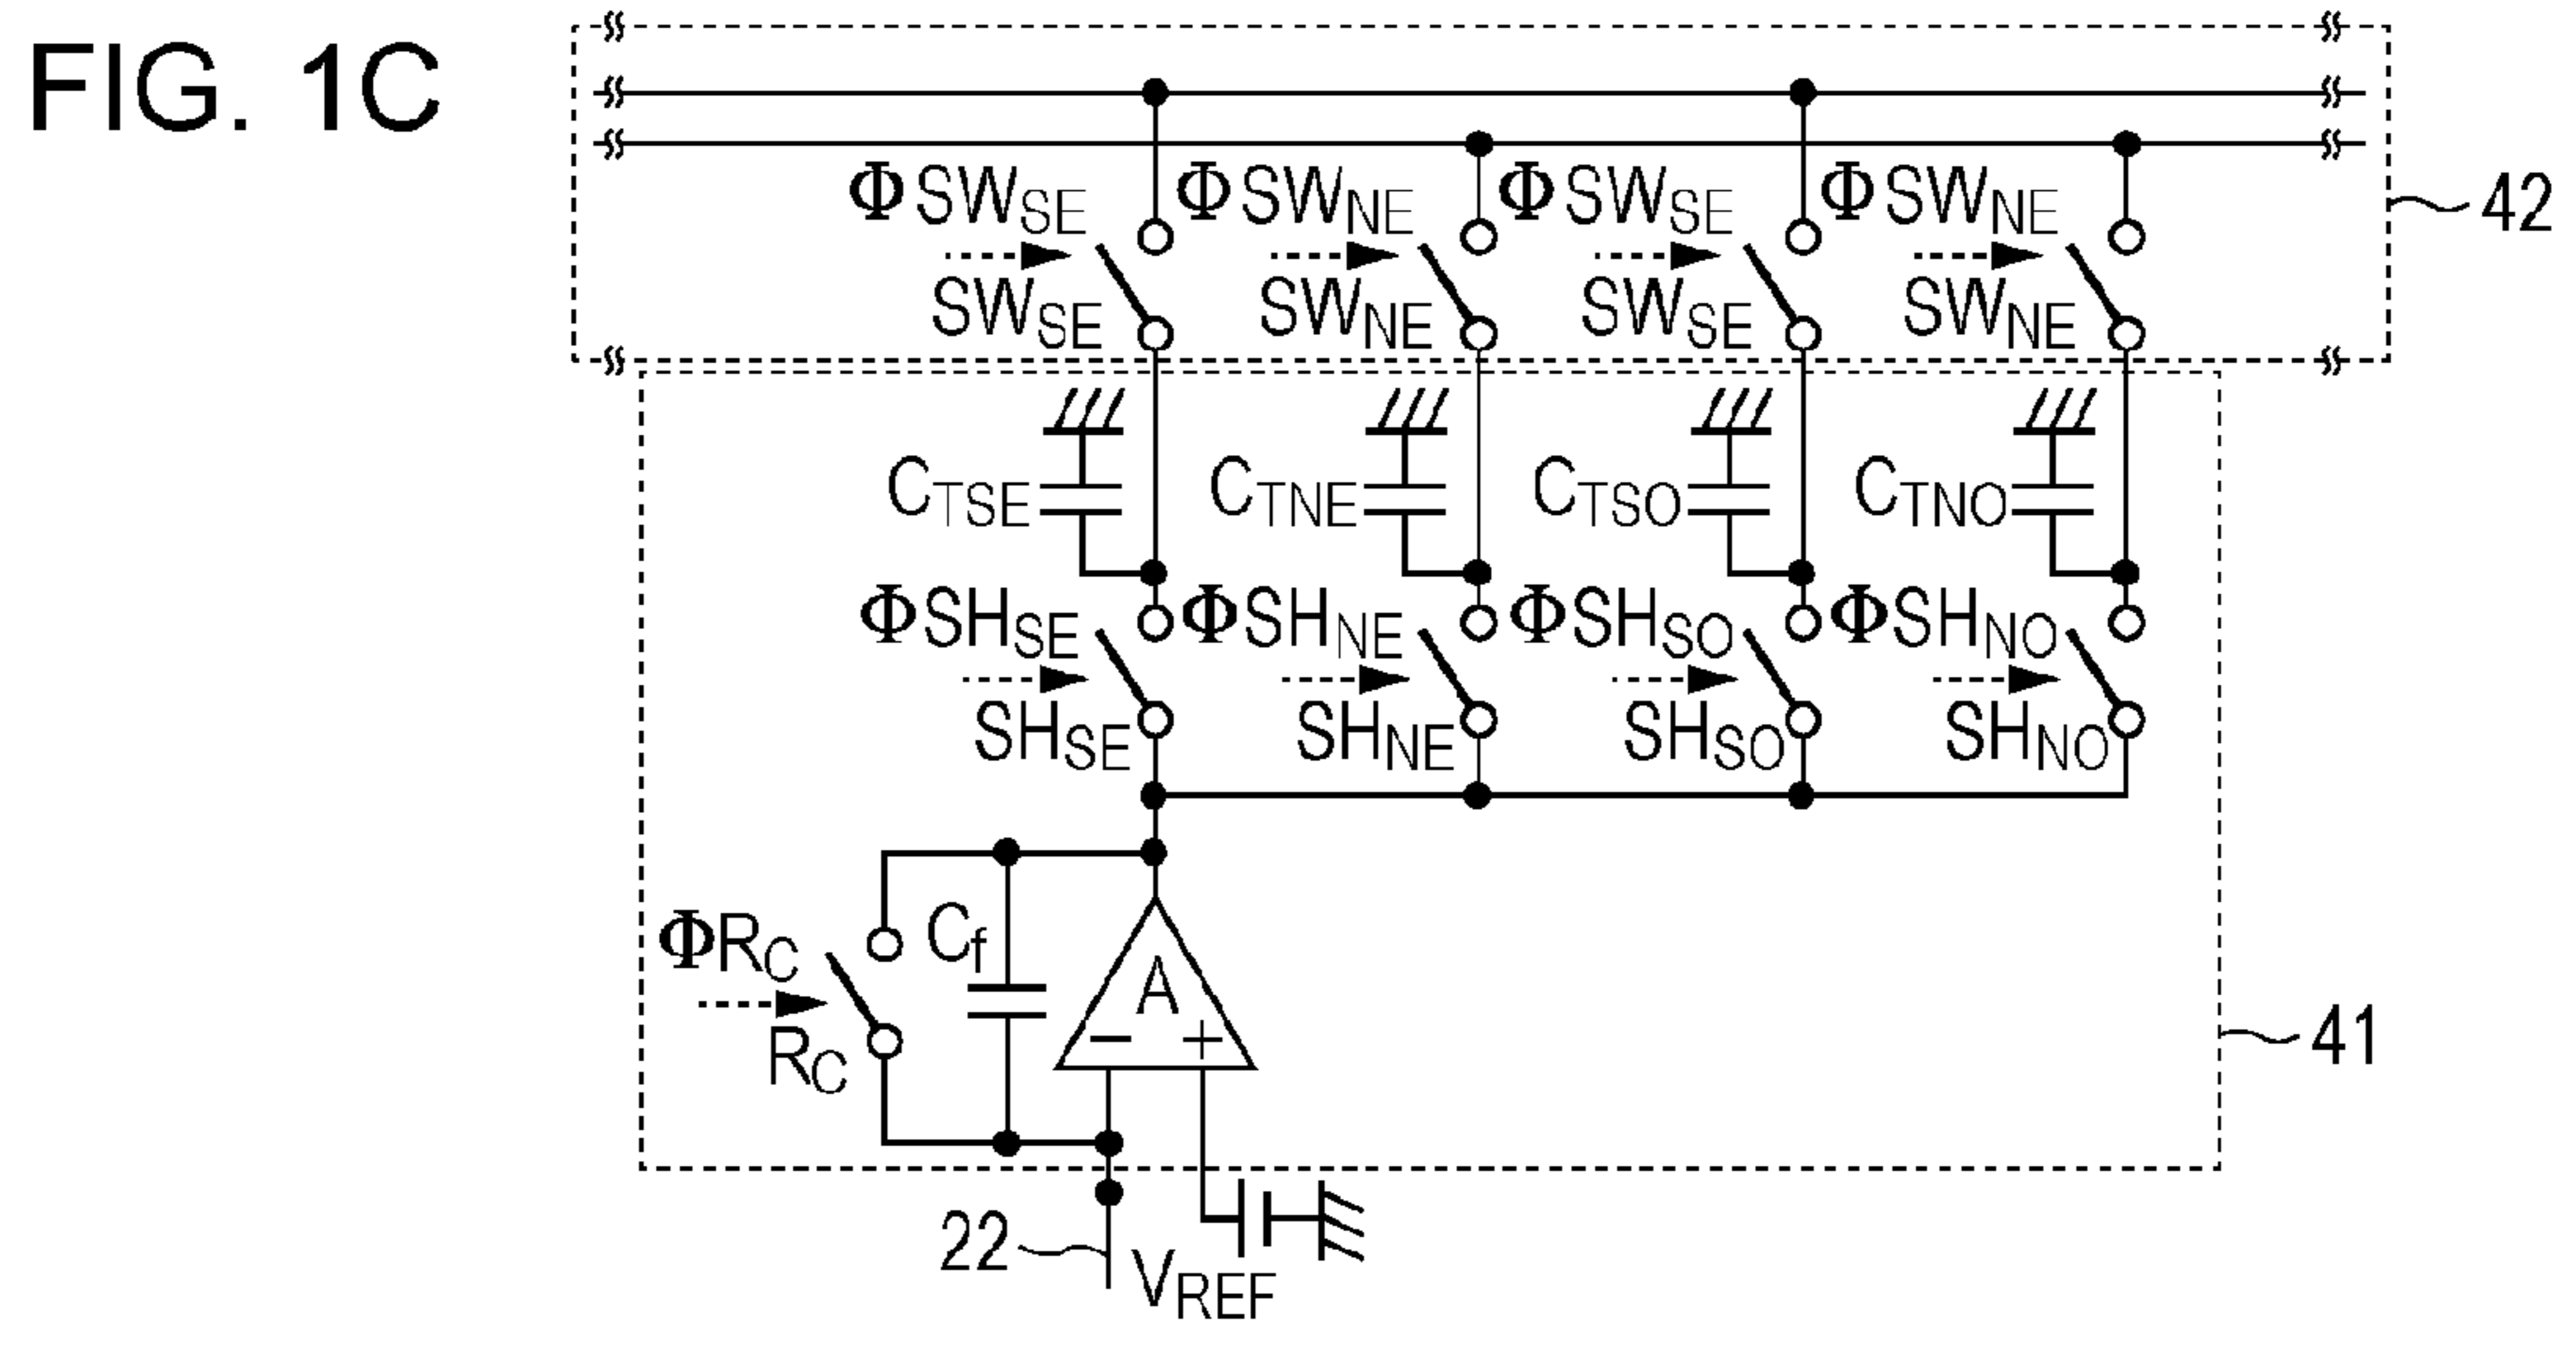 FIG. 1C
ΦSWSE ΦSWNE ΦSWSE ΦSWNE
42
SWSE SWNE SWSE SWNE
CTSE CTNE CTSO CTNO
ΦSHSE ΦSHNE ΦSHSO ΦSHNO
SHSE SHNE SHSO SHNO
ΦRC Cf A
− +
RC
41
22
VREF